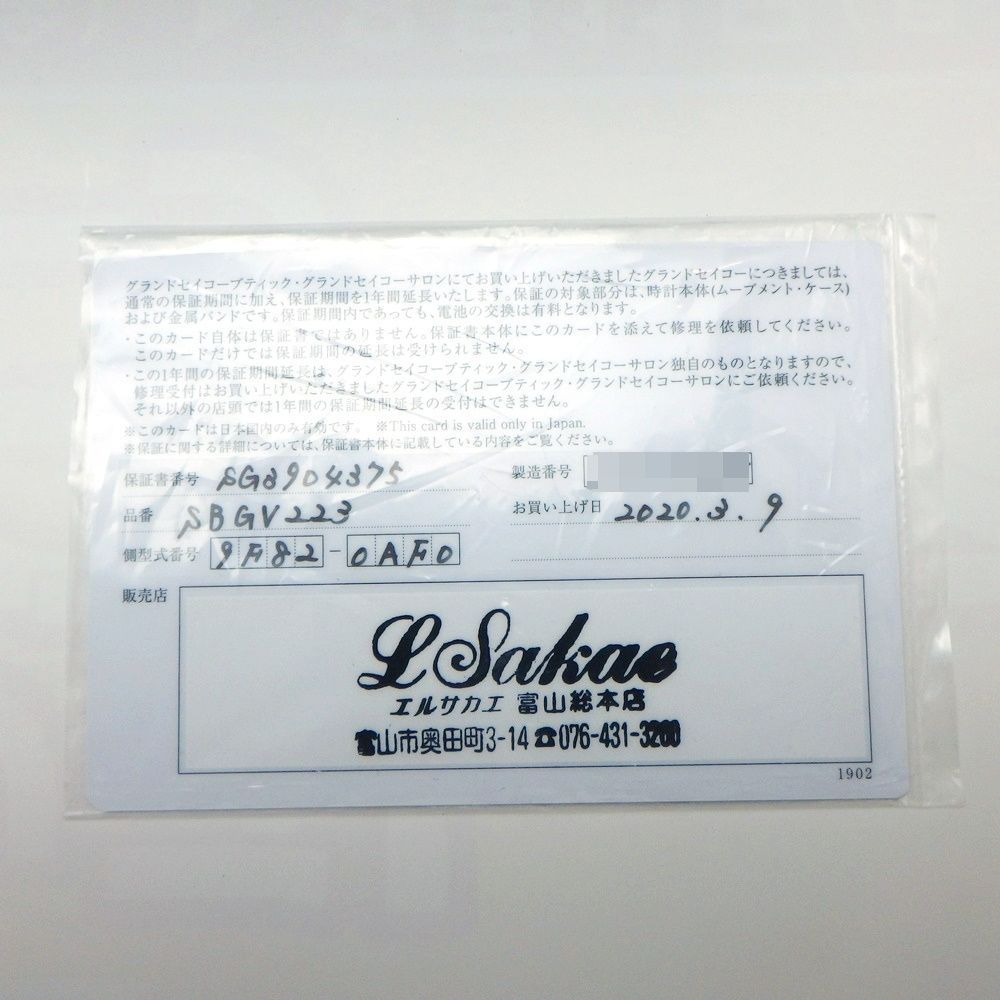 グランドセイコーブティック・グランドセイコーサロンにてお買い上げいただきましたグランドセイコーにつきましては、
通常の保証期間に加え、保証期間を1年間延長いたします。保証の対象部分は、時計本体(ムーブメント・ケース)
および金属バンドです。保証期間内であっても、電池の交換は有料となります。
・このカード自体は保証書ではありません。保証書本体にこのカードを添えて修理を依頼してください。
このカードだけでは保証期間の延長は受けられません。
・この1年間の保証期間延長は、グランドセイコーブティック・グランドセイコーサロン独自のものとなりますので、
修理受付はお買い上げいただきましたグランドセイコーブティック・グランドセイコーサロンにご依頼ください。
それ以外の店頭では1年間の保証期間延長の受付はできません。
※このカードは日本国内のみ有効です。 ※This card is valid only in Japan.
※保証に関する詳細については、保証書本体に記載している内容をご覧ください。
保証書番号 SG8904375 製造番号
品番 SBGV223 お買い上げ日 2020.3.9
側型式番号 9F82-0AF0
販売店
L Sakae
エルサカエ 富山総本店
富山市奥田町3-14 ☎076-431-3200
1902